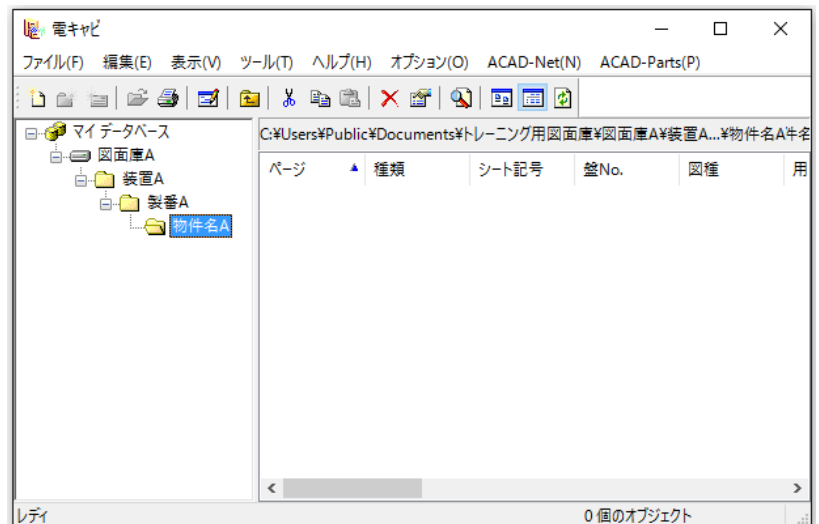 電キャビ
ファイル(F) 編集(E) 表示(V) ツール(T) ヘルプ(H) オプション(O) ACAD-Net(N) ACAD-Parts(P)
マイ データベース
図面庫A
装置A
製番A
物件名A
C:¥Users¥Public¥Documents¥トレーニング用図面庫¥図面庫A¥装置A...¥物件名A件名
ページ 種類 シート記号 盤No. 図種 用
レディ 0 個のオブジェクト